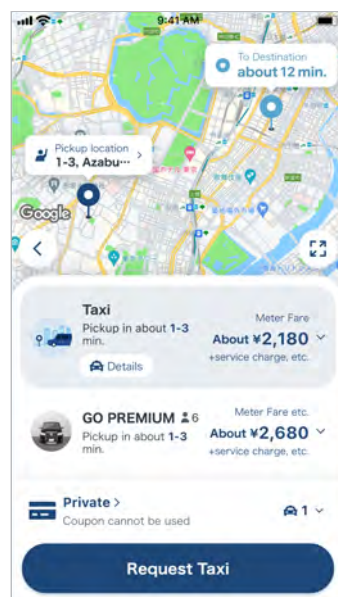 9:41 AM
To Destination
about 12 min.
Pickup location
1-3, Azabu...
Google
Taxi
Pickup in about 1-3
min.
Details
Meter Fare
About ¥2,180
+service charge, etc.
GO PREMIUM 6
Pickup in about 1-3
min.
Meter Fare etc.
About ¥2,680
+service charge, etc.
Private >
Coupon cannot be used
1
Request Taxi